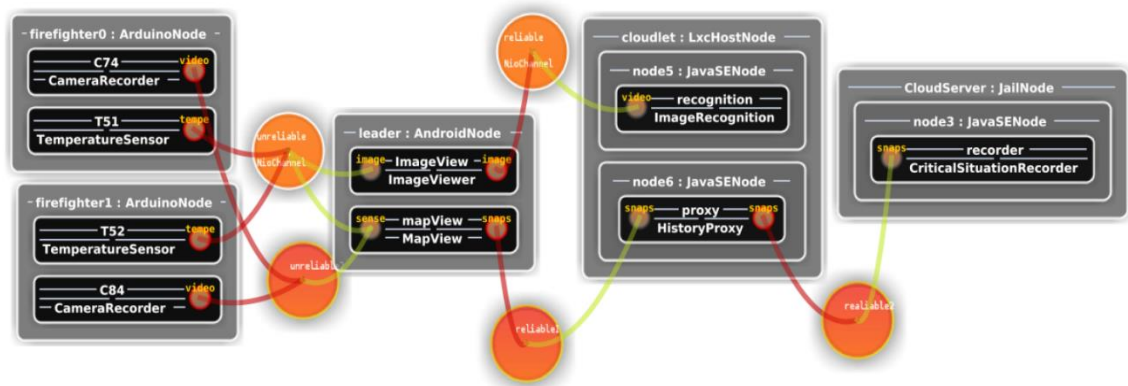 firefighter0 : ArduinoNode
C74
video
CameraRecorder
T51
tempe
TemperatureSensor
firefighter1 : ArduinoNode
T52
tempe
TemperatureSensor
C84
video
CameraRecorder
unreliable
NioChannel
unreliable
leader : AndroidNode
image
ImageView
image
ImageViewer
sense
mapView
snaps
MapView
reliable
NioChannel
reliable1
cloudlet : LxcHostNode
node5 : JavaSENode
video
recognition
ImageRecognition
node6 : JavaSENode
snaps
proxy
snaps
HistoryProxy
realiable2
CloudServer : JailNode
node3 : JavaSENode
snaps
recorder
CriticalSituationRecorder